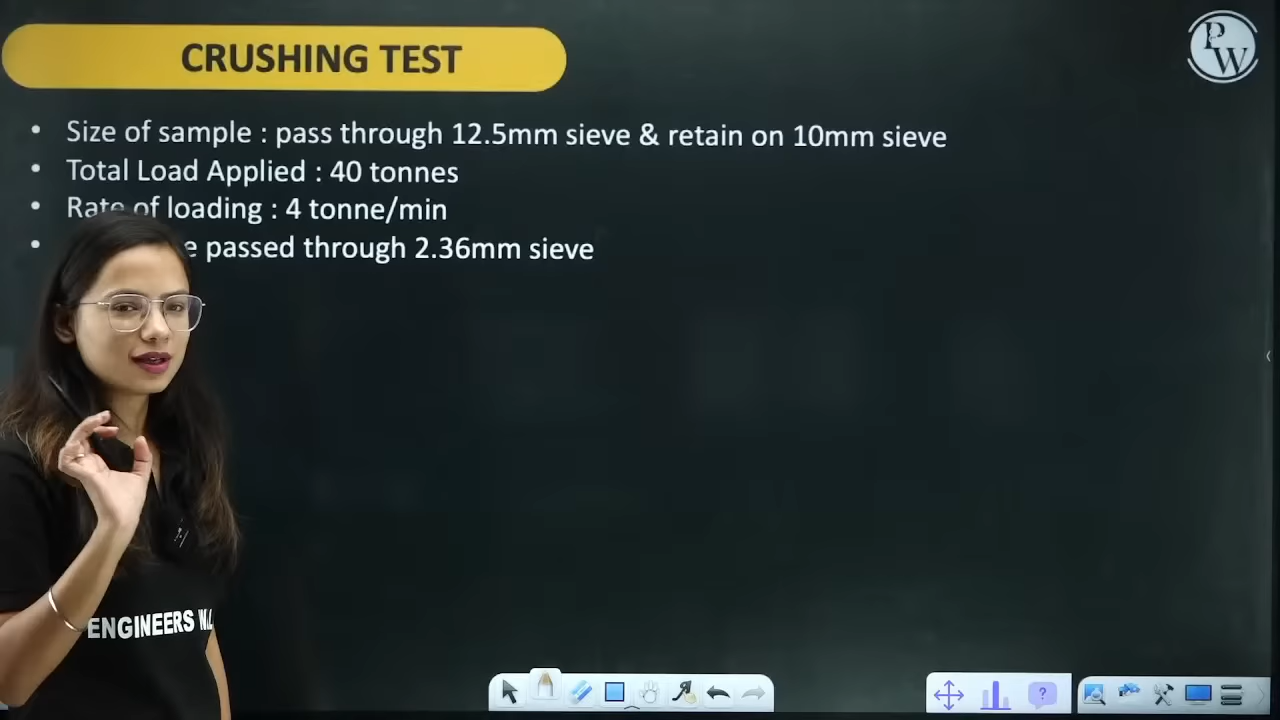 CRUSHING TEST
PW
• Size of sample : pass through 12.5mm sieve & retain on 10mm sieve
• Total Load Applied : 40 tonnes
• Rate of loading : 4 tonne/min
• passed through 2.36mm sieve
ENGINEERS
?